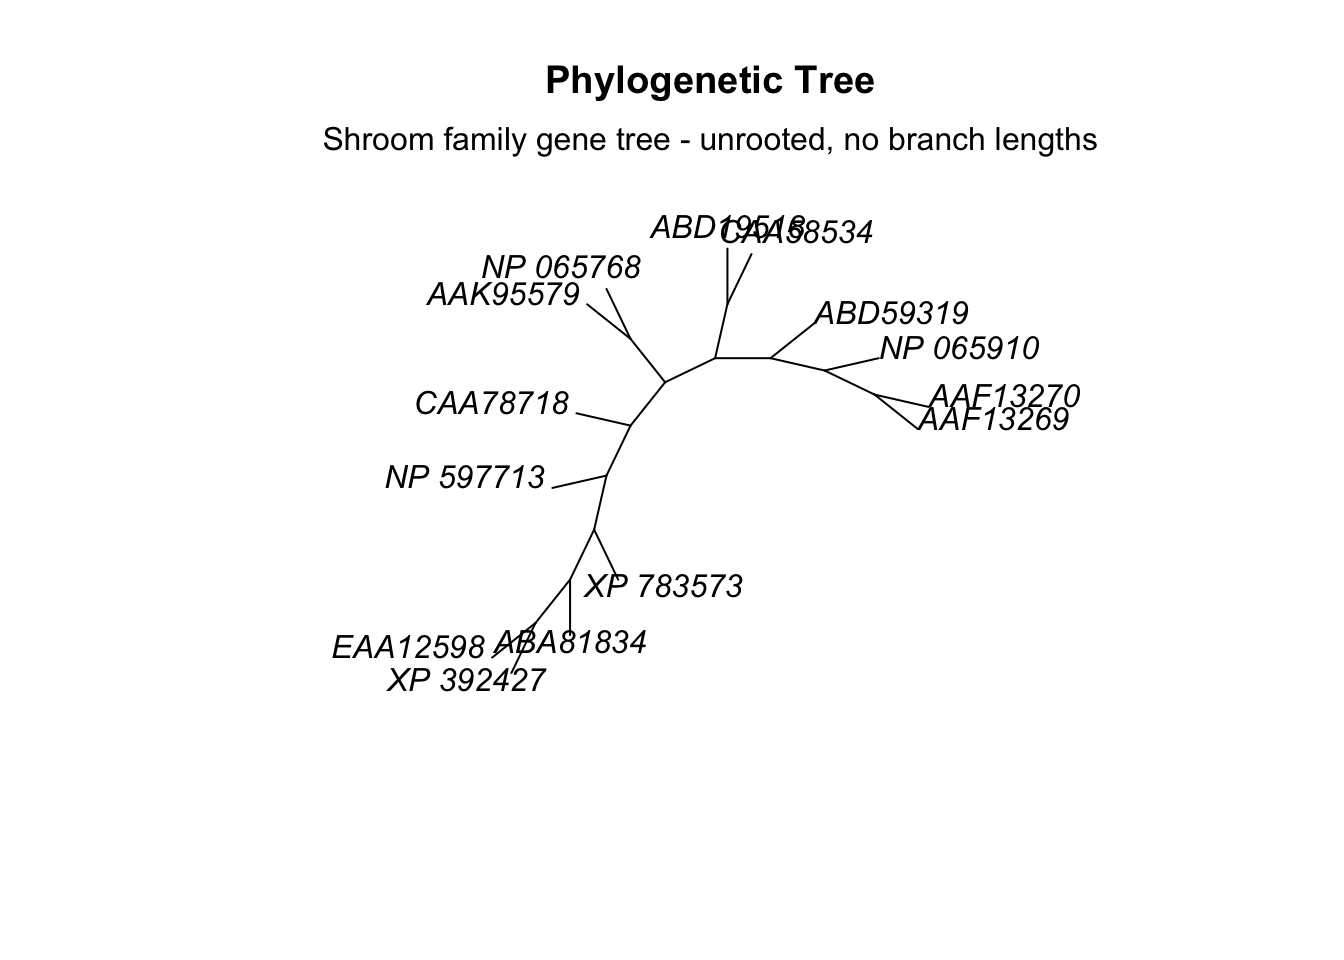 Phylogenetic Tree
Shroom family gene tree - unrooted, no branch lengths
CAA58534
NP 065768
AAK95579
ABD59319
NP 065910
AAF13270
AAF13269
CAA78718
NP 597713
XP 783573
ABA81834
EAA12598
XP 392427